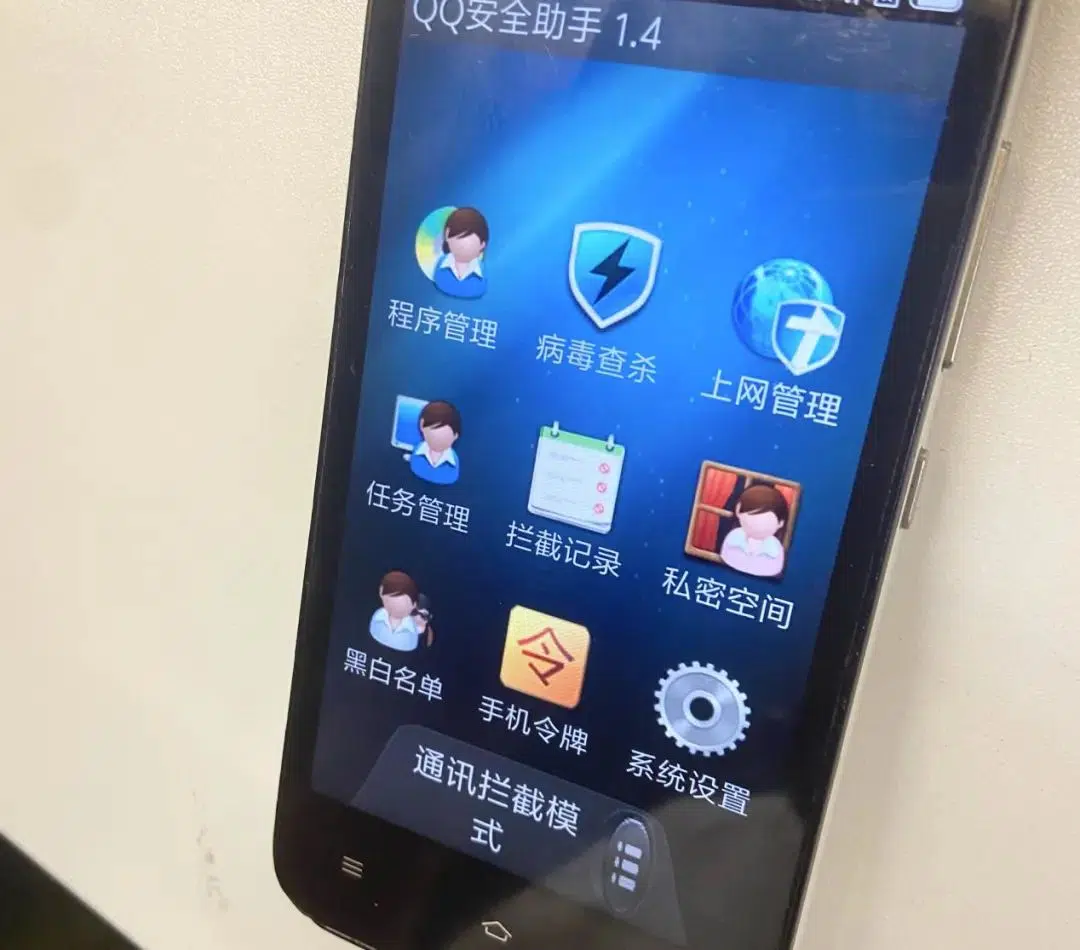 QQ安全助手 1.4
程序管理
病毒查杀
上网管理
任务管理
拦截记录
私密空间
黑白名单
令
手机令牌
系统设置
通讯拦截模
式